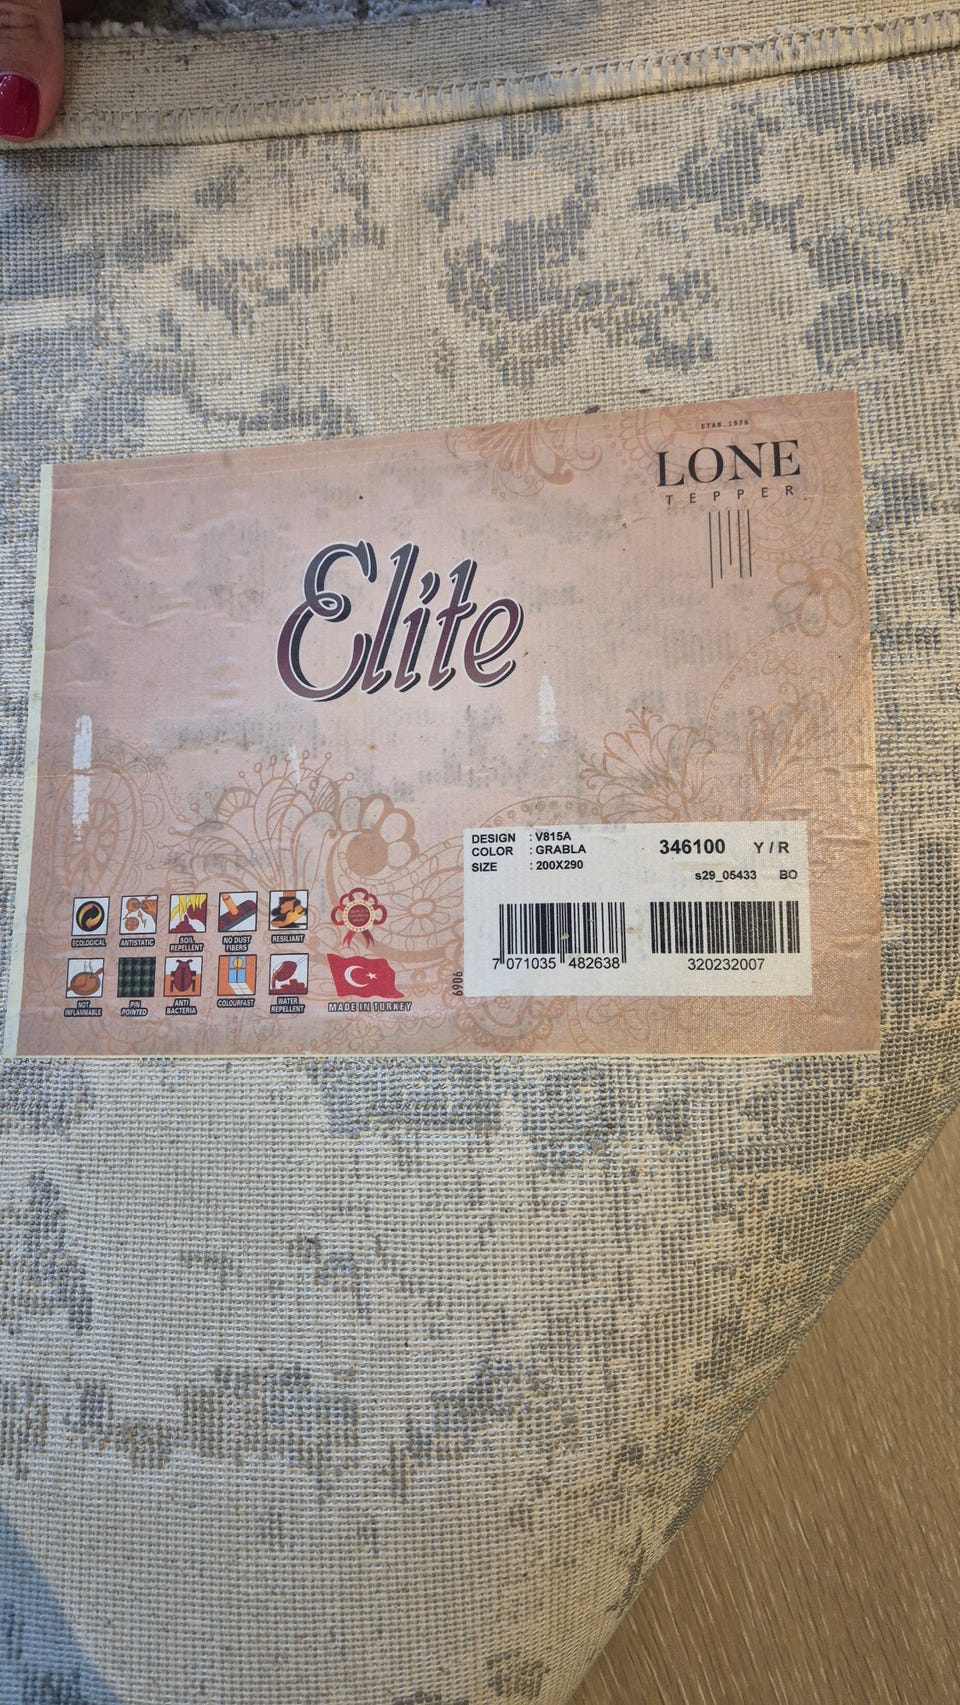 ETAB.1976
LONE
TEPPER
Elite
DESIGN : V815A
COLOR : GRABLA
SIZE : 200X290
346100 Y / R
s29_05433 BO
7 071035 482638
320232007
6906
ECOLOGICAL
ANTISTATIC
SOIL REPELLENT
NO DUST FIBERS
RESILIANT
NOT INFLAMMABLE
PIN POINTED
ANTI BACTERIA
COLOURFAST
WATER REPELLENT
MADE IN TURKEY